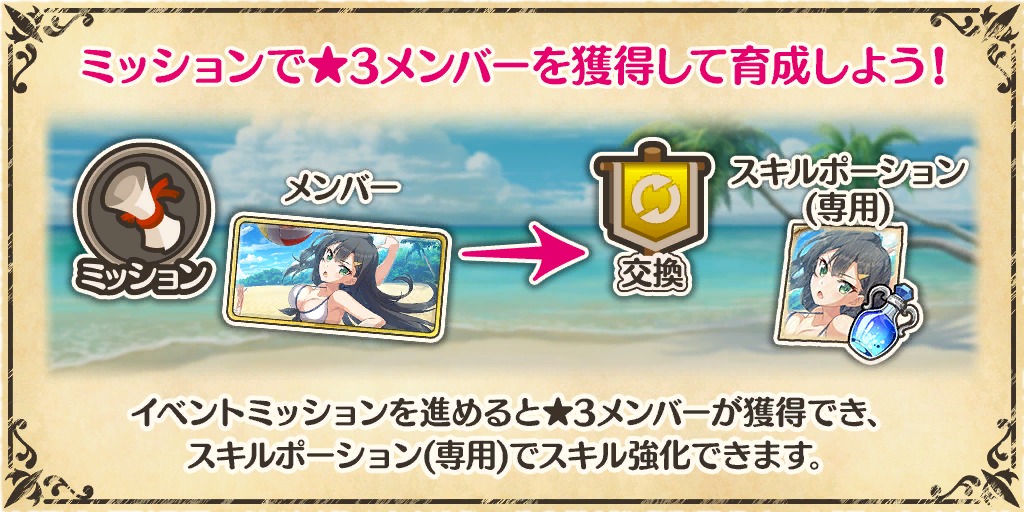 ミッションで★3メンバーを獲得して育成しよう!
メンバー
スキルポーション
(専用)
ミッション
交換
イベントミッションを進めると★3メンバーが獲得でき、
スキルポーション(専用)でスキル強化できます。